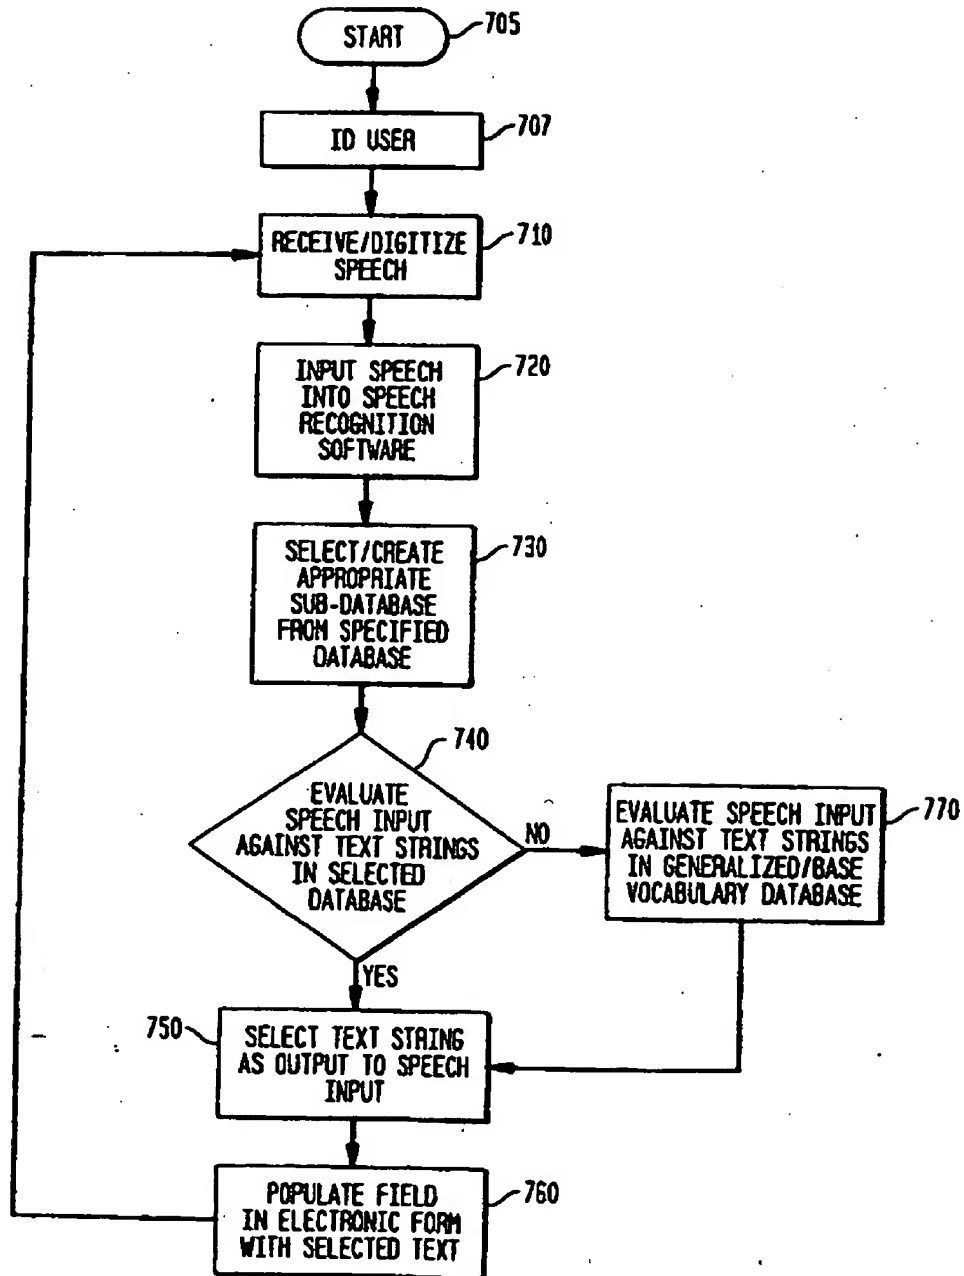 START
705
ID USER
707
RECEIVE/DIGITIZE
SPEECH
710
INPUT SPEECH
INTO SPEECH
RECOGNITION
SOFTWARE
720
SELECT/CREATE
APPROPRIATE
SUB-DATABASE
FROM SPECIFIED
DATABASE
730
740
EVALUATE
SPEECH INPUT
AGAINST TEXT STRINGS
IN SELECTED
DATABASE
NO
EVALUATE SPEECH INPUT
AGAINST TEXT STRINGS
IN GENERALIZED/BASE
VOCABULARY DATABASE
770
YES
750
SELECT TEXT STRING
AS OUTPUT TO SPEECH
INPUT
POPULATE FIELD
IN ELECTRONIC FORM
WITH SELECTED TEXT
760